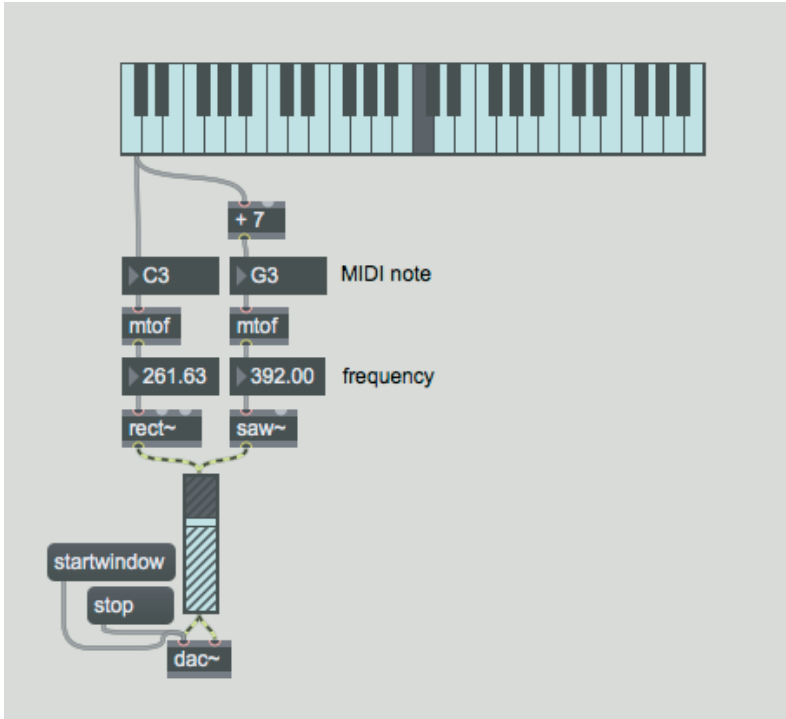 + 7
C3
G3
MIDI note
mtof
mtof
261.63
392.00
frequency
rect~
saw~
startwindow
stop
dac~